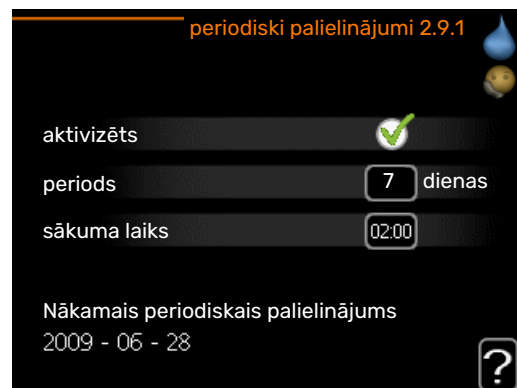 periodiski palielinājumi 2.9.1
aktivizēts
periods 7 dienas
sākuma laiks 02:00
Nākamais periodiskais palielinājums
2009 - 06 - 28
?